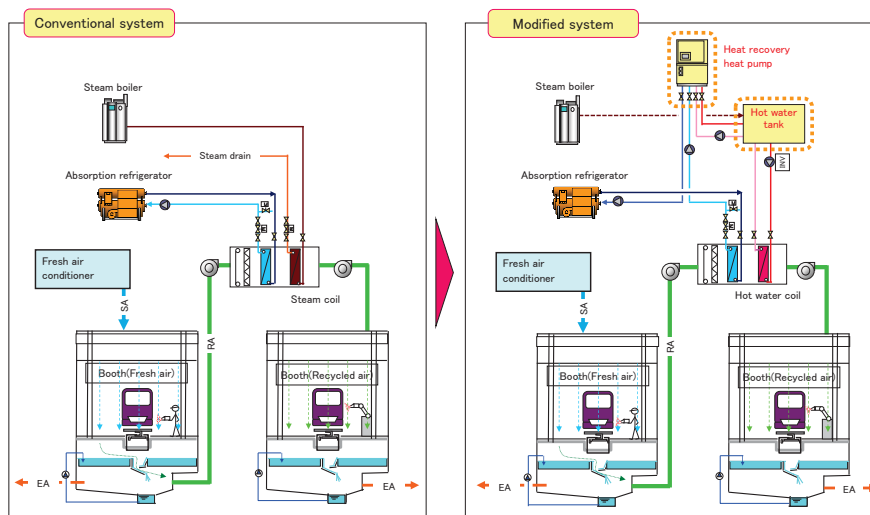 Conventional system
Steam boiler
Steam drain
Absorption refrigerator
Fresh air
conditioner
Steam coil
SA
RA
Booth(Fresh air)
Booth(Recycled air)
EA
EA
Modified system
Heat recovery
heat pump
Steam boiler
Hot water
tank
INV
Absorption refrigerator
Fresh air
conditioner
Hot water coil
SA
RA
Booth(Fresh air)
Booth(Recycled air)
EA
EA